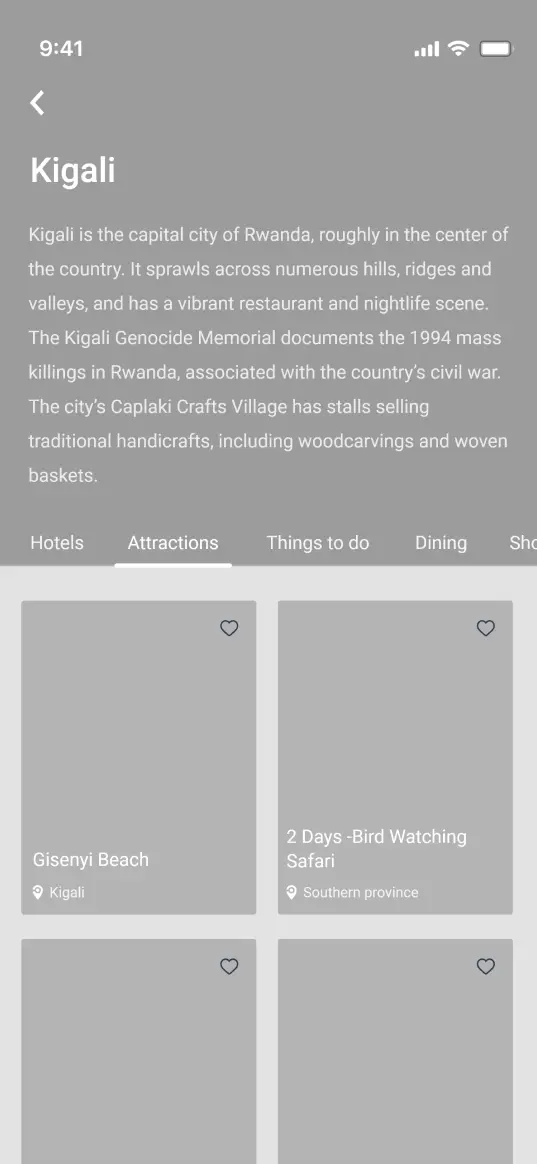 9:41
Kigali
Kigali is the capital city of Rwanda, roughly in the center of
the country. It sprawls across numerous hills, ridges and
valleys, and has a vibrant restaurant and nightlife scene.
The Kigali Genocide Memorial documents the 1994 mass
killings in Rwanda, associated with the country’s civil war.
The city’s Caplaki Crafts Village has stalls selling
traditional handicrafts, including woodcarvings and woven
baskets.
Hotels Attractions Things to do Dining Sho
Gisenyi Beach
Kigali
2 Days -Bird Watching
Safari
Southern province